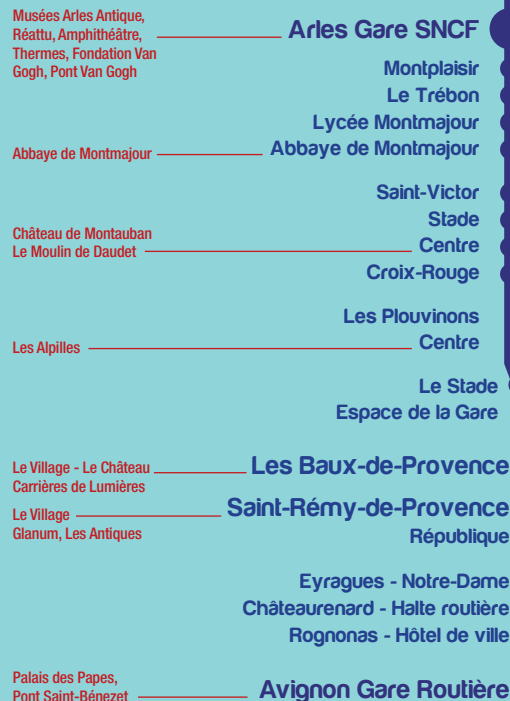 Musées Arles Antique,
Réattu, Amphithéâtre,
Thermes, Fondation Van
Gogh, Pont Van Gogh
Arles Gare SNCF
Montplaisir
Le Trébon
Lycée Montmajour
Abbaye de Montmajour
Abbaye de Montmajour
Saint-Victor
Stade
Château de Montauban
Le Moulin de Daudet
Centre
Croix-Rouge
Les Plouvinons
Les Alpilles
Centre
Le Stade
Espace de la Gare
Le Village - Le Château
Carrières de Lumières
Les Baux-de-Provence
Le Village
Glanum, Les Antiques
Saint-Rémy-de-Provence
République
Eyragues - Notre-Dame
Châteaurenard - Halte routière
Rognonas - Hôtel de ville
Palais des Papes,
Pont Saint-Bénezet
Avignon Gare Routière